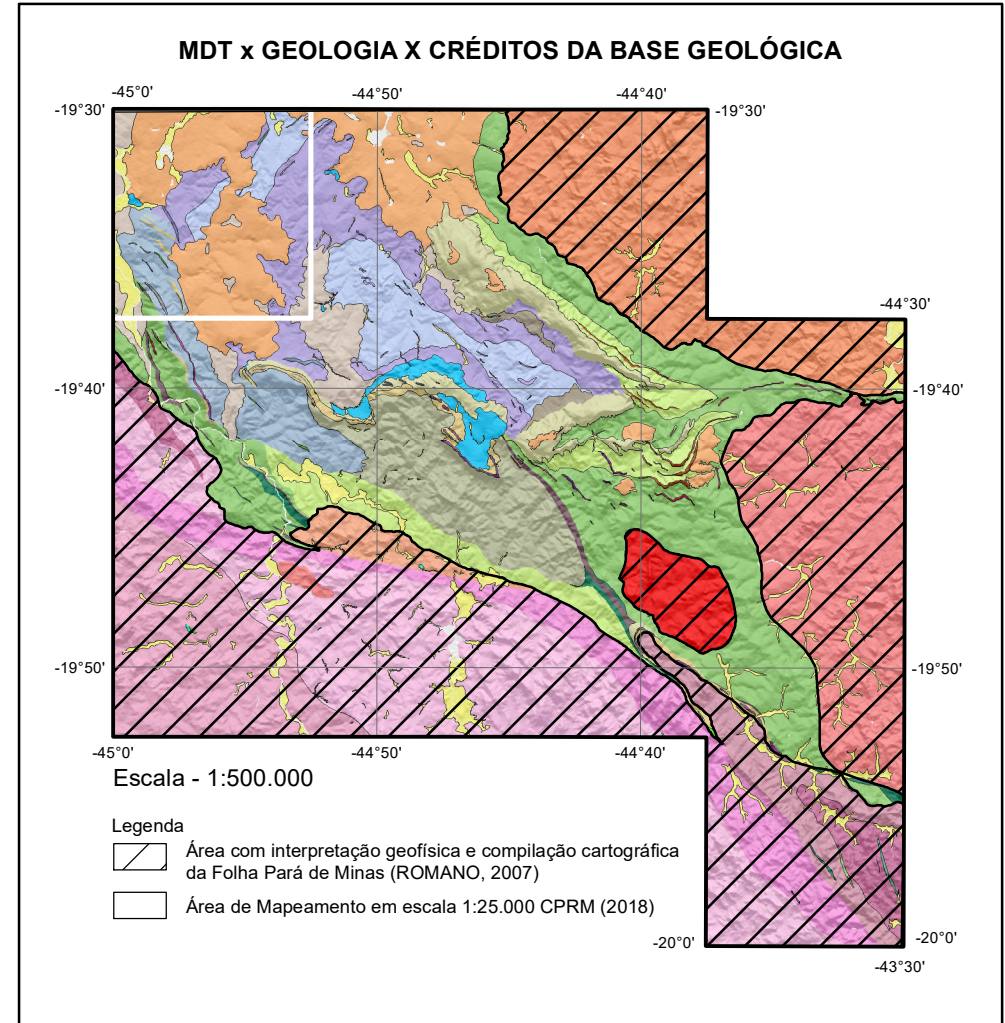 MDT x GEOLOGIA X CRÉDITOS DA BASE GEOLÓGICA
-45°0' -44°50' -44°40'
-19°30' -19°30'
-44°30'
-19°40' -19°40'
-19°50' -19°50'
-45°0' -44°50' -44°40'
Escala - 1:500.000
Legenda
Área com interpretação geofísica e compilação cartográfica
da Folha Pará de Minas (ROMANO, 2007)
Área de Mapeamento em escala 1:25.000 CPRM (2018)
-20°0' -20°0'
-43°30'